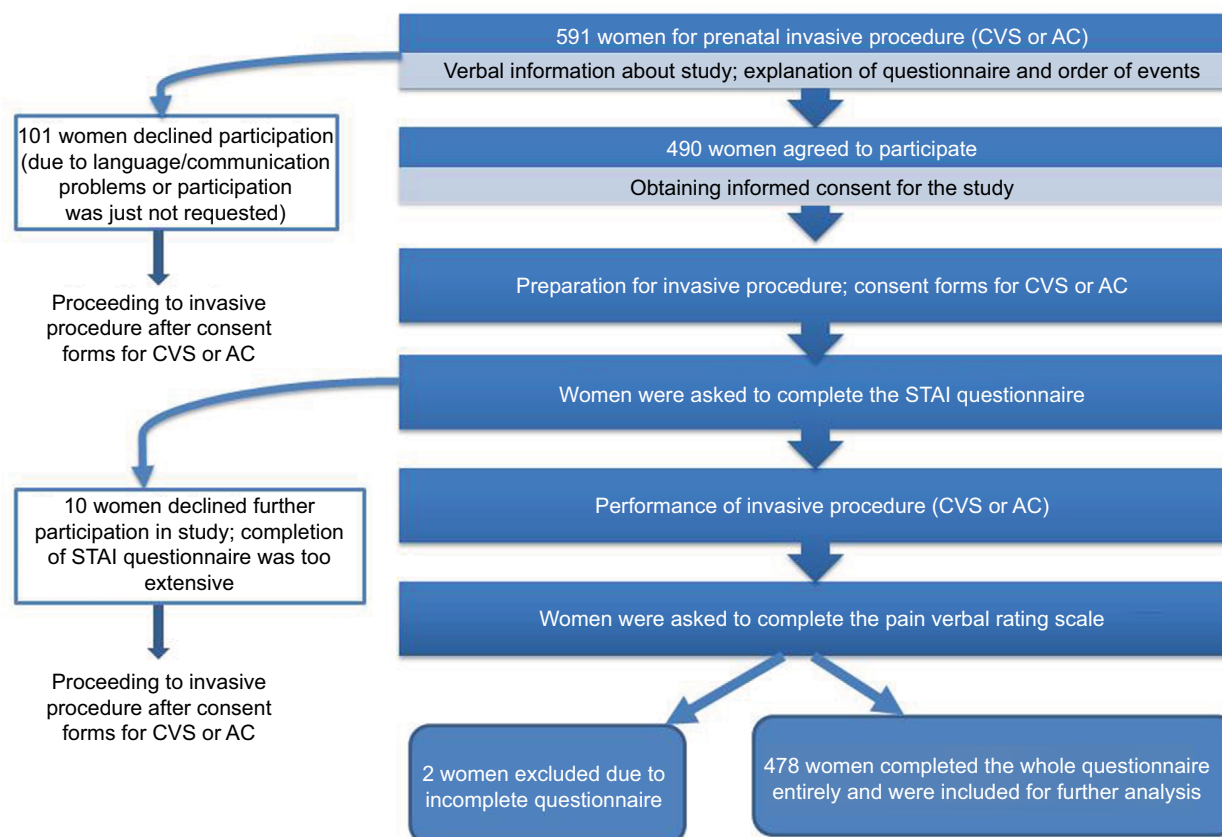 591 women for prenatal invasive procedure (CVS or AC)
Verbal information about study; explanation of questionnaire and order of events
101 women declined participation
(due to language/communication
problems or participation
was just not requested)
490 women agreed to participate
Obtaining informed consent for the study
Proceeding to invasive
procedure after consent
forms for CVS or AC
Preparation for invasive procedure; consent forms for CVS or AC
Women were asked to complete the STAI questionnaire
10 women declined further
participation in study; completion
of STAI questionnaire was too
extensive
Performance of invasive procedure (CVS or AC)
Women were asked to complete the pain verbal rating scale
Proceeding to invasive
procedure after consent
forms for CVS or AC
2 women excluded due to
incomplete questionnaire
478 women completed the whole questionnaire
entirely and were included for further analysis